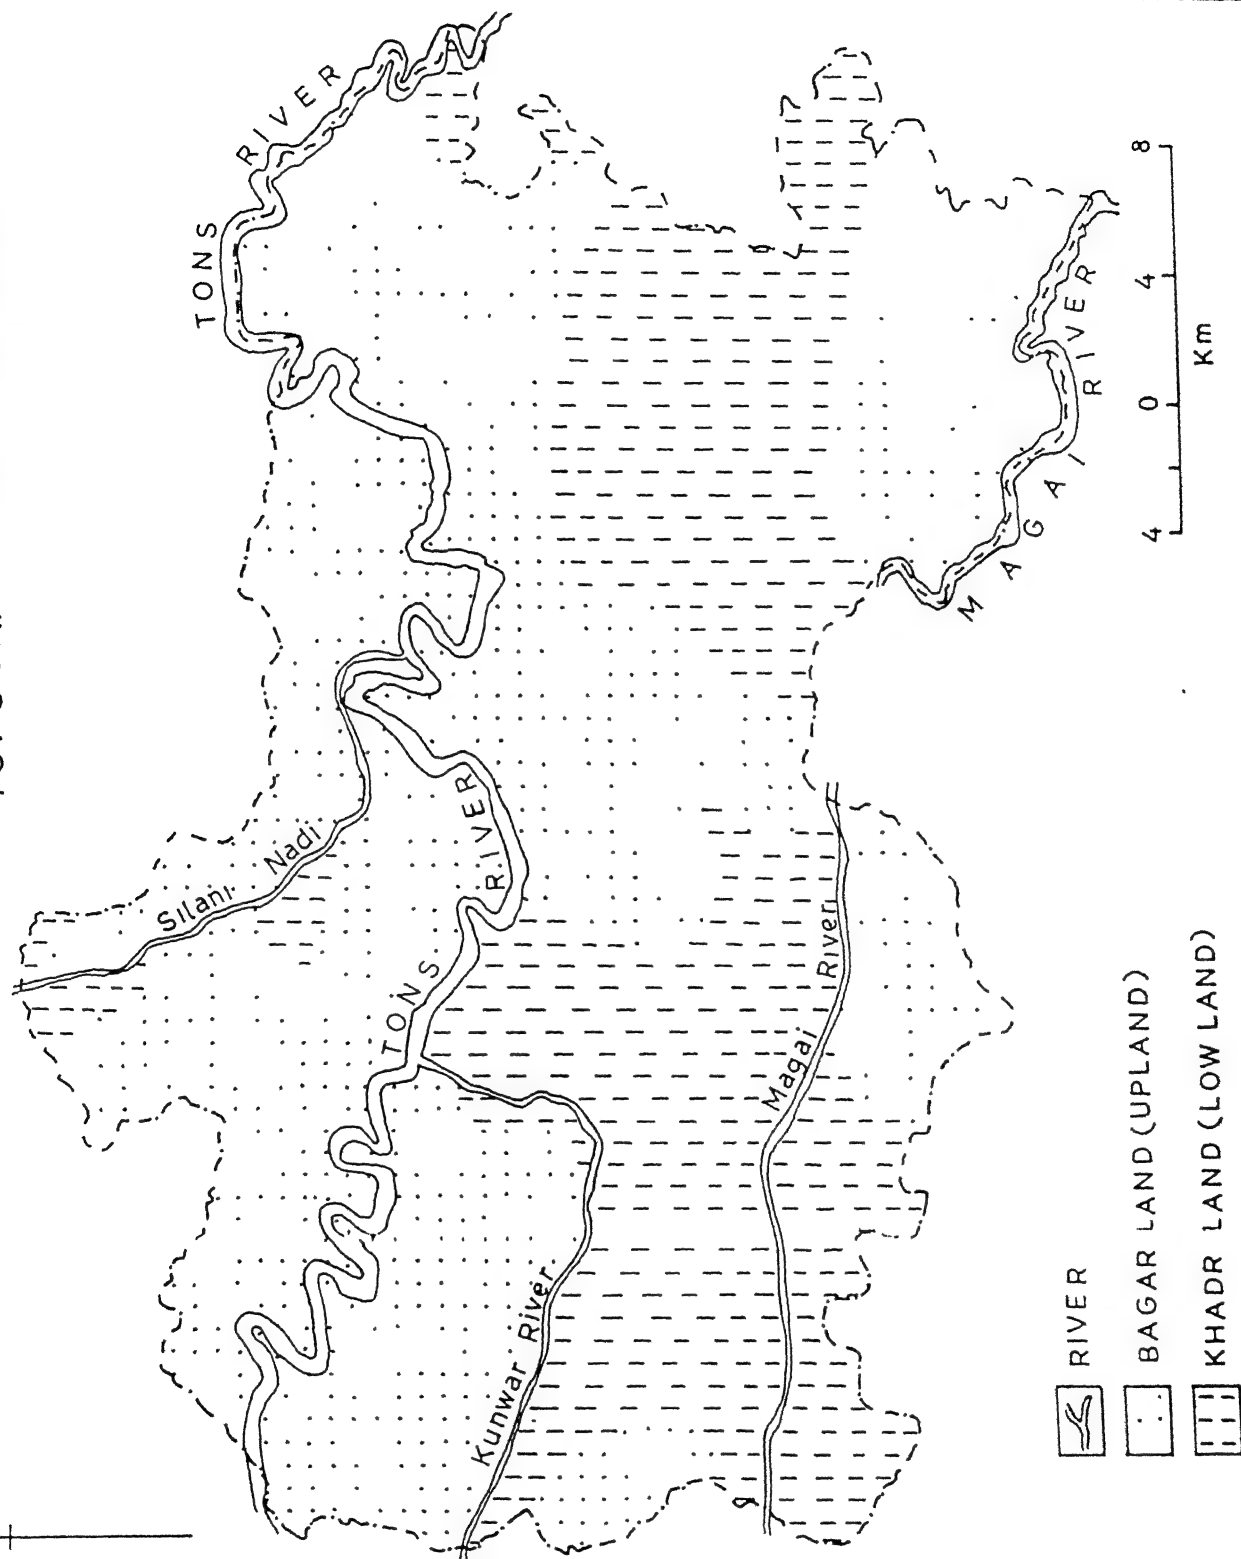 TONS RIVER
Silani Nadi
TONS RIVER
Kunwar River
Magai River
MAGAI RIVER
4 0 4 8
Km
RIVER
BAGAR LAND (UPLAND)
KHADR LAND (LOW LAND)